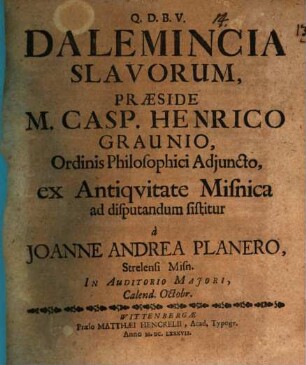 Q. D. B. V.
DALEMINCIA
SLAVORUM,
PRÆSIDE
M. CASP. HENRICO
GRAUNIO,
Ordinis Philosophici Adjuncto,
ex Antiqvitate Misnica
ad disputandum sistitur
à
JOANNE ANDREA PLANERO,
Strelensi Misn.
IN AUDITORIO MAJORI,
Calend. Octobr.
WITTENBERGÆ
Prælo MATTHÆI HENCKELII, Acad. Typogr.
Anno M. DC. LXXXVII.